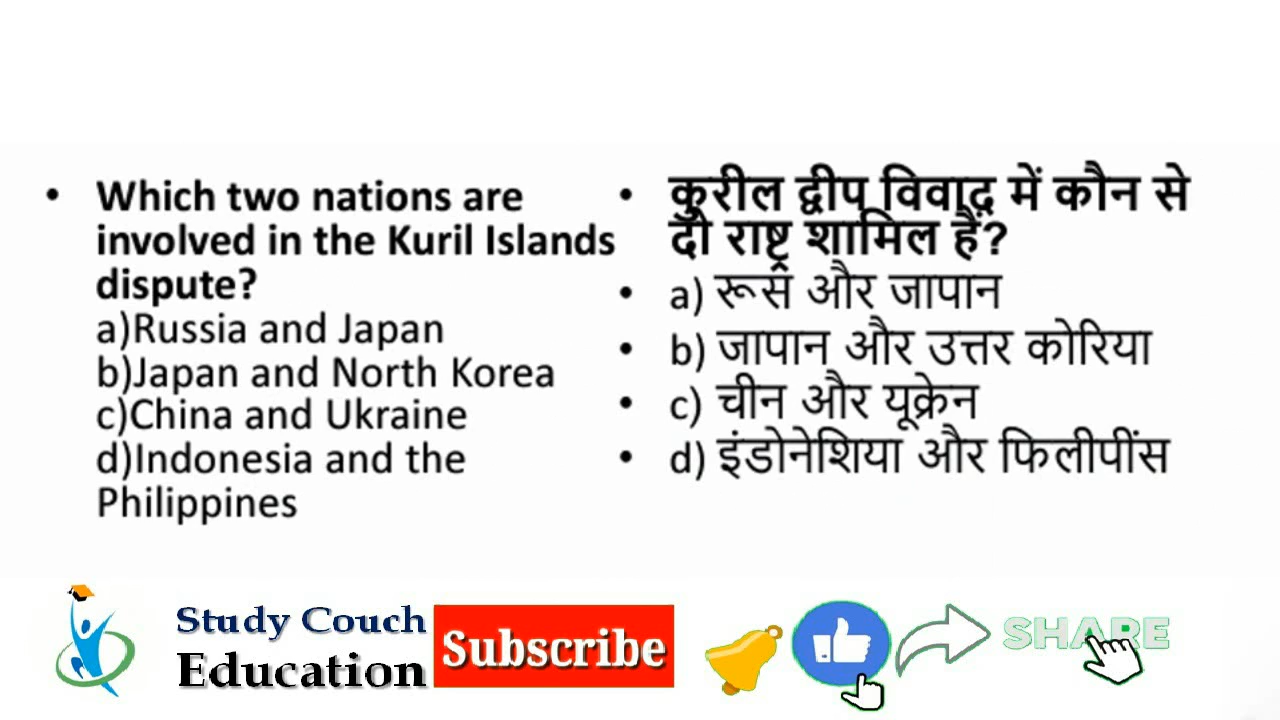 • Which two nations are
involved in the Kuril Islands
dispute?
a)Russia and Japan
b)Japan and North Korea
c)China and Ukraine
d)Indonesia and the
Philippines
• कुरील द्वीप विवाद में कौन से
दो राष्ट्र शामिल हैं?
• a) रूस और जापान
• b) जापान और उत्तर कोरिया
• c) चीन और यूक्रेन
• d) इंडोनेशिया और फिलीपींस
Study Couch
Education
Subscribe
SHARE